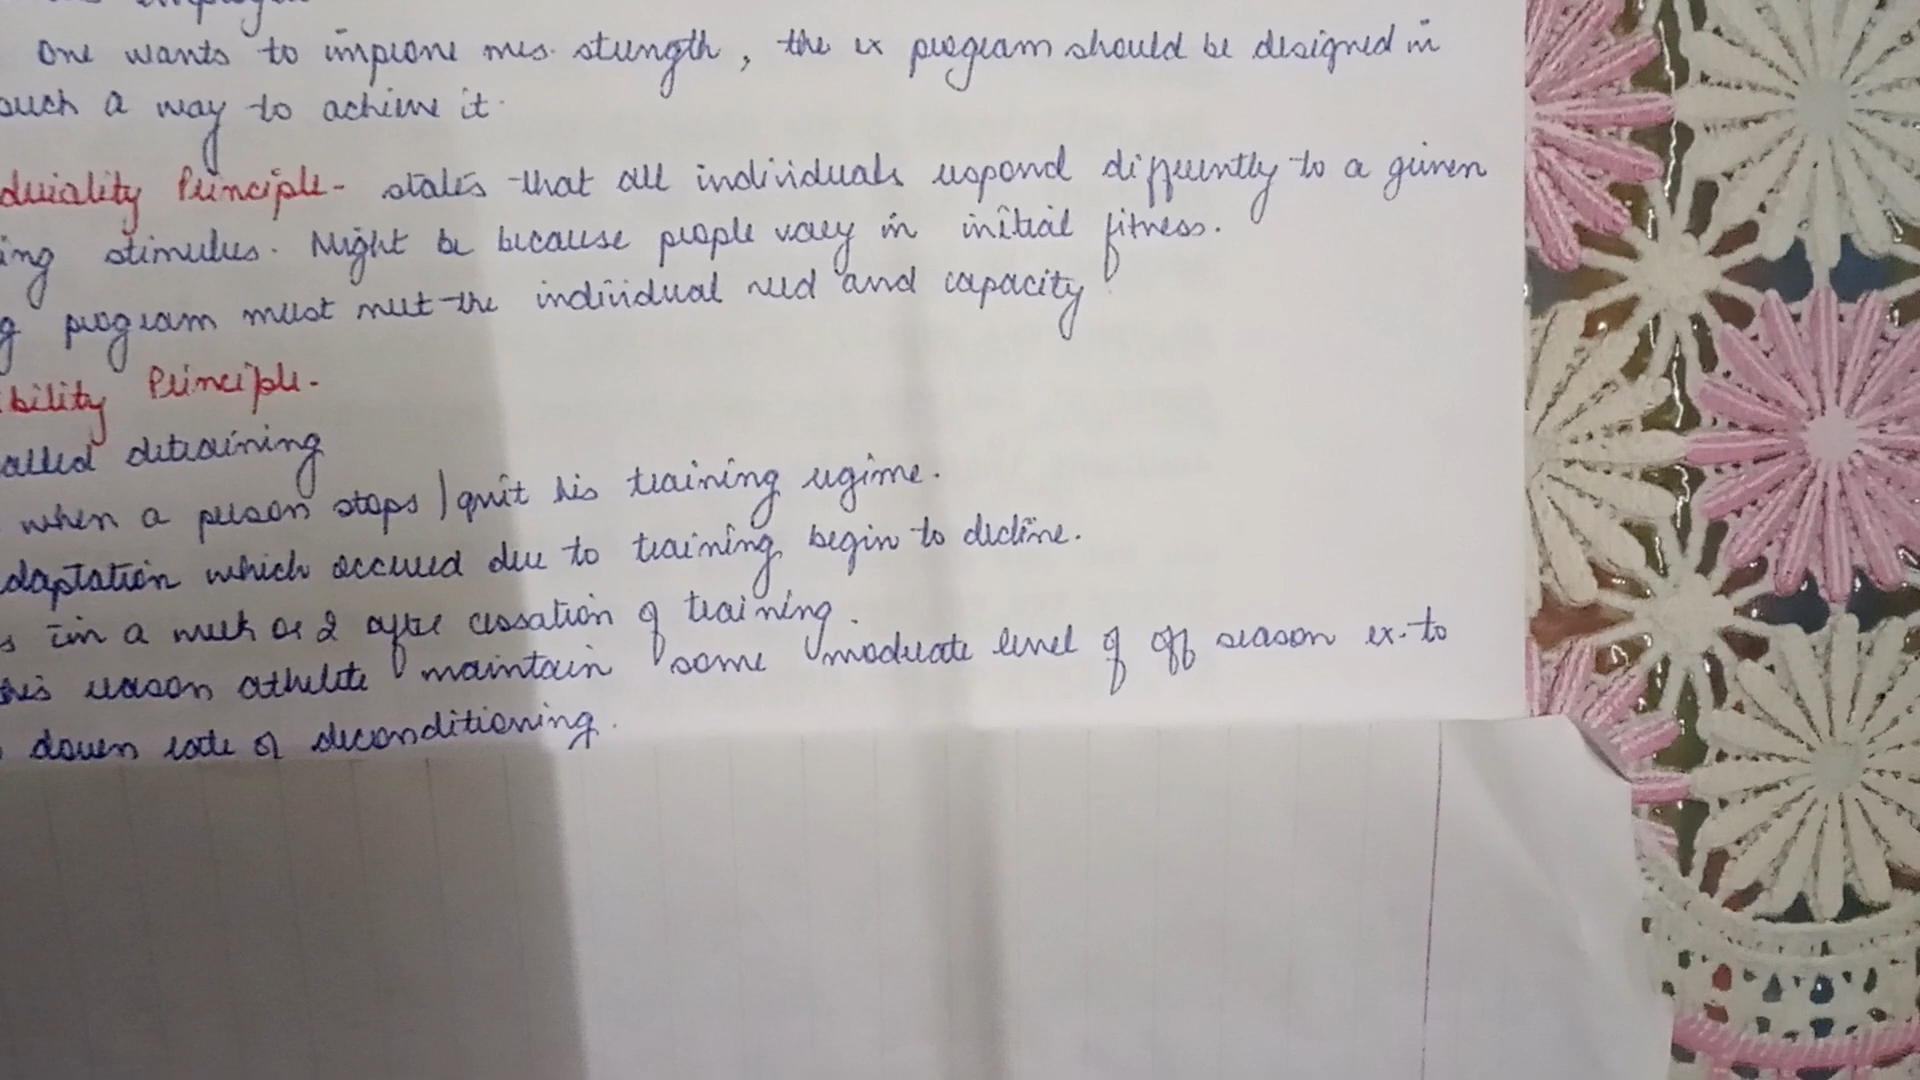 One wants to improve mus. strength, the ex program should be designed in
such a way to achieve it.
duality Principle- states that all individuals respond differently to a given
ing stimulus. Might be because people vary in initial fitness.
g program must meet the individual need and capacity
bility Principle-
alled detraining
when a person stops / quit his training regime.
daptation which occured due to training, begin to decline.
s in a week or 2 after cessation of training.
his reason athelete maintain some moderate level of off season ex. to
down rate of deconditioning.